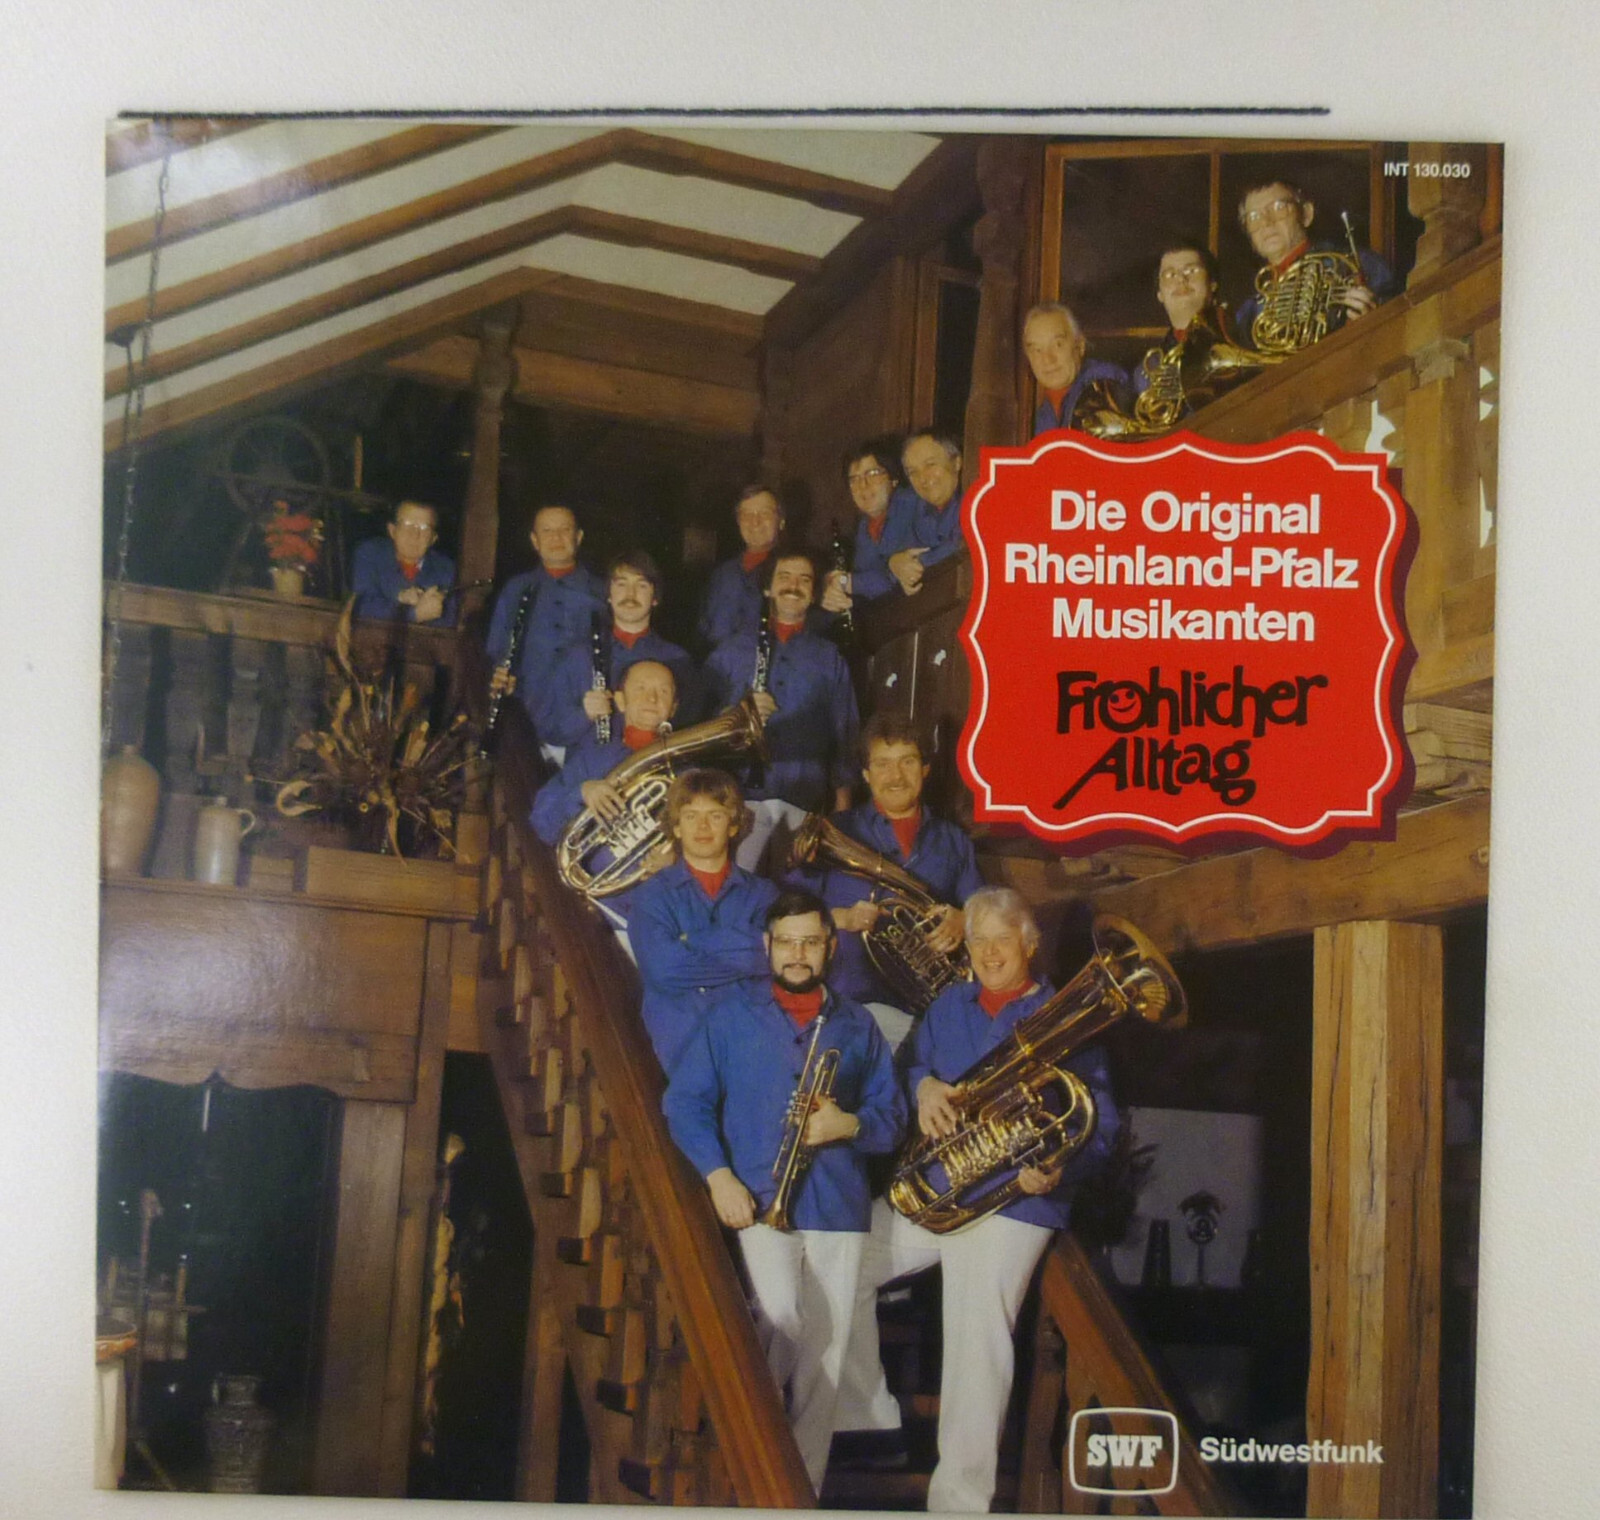 INT 130.030
Die Original
Rheinland-Pfalz
Musikanten
Fröhlicher
Alltag
SWF
Südwestfunk